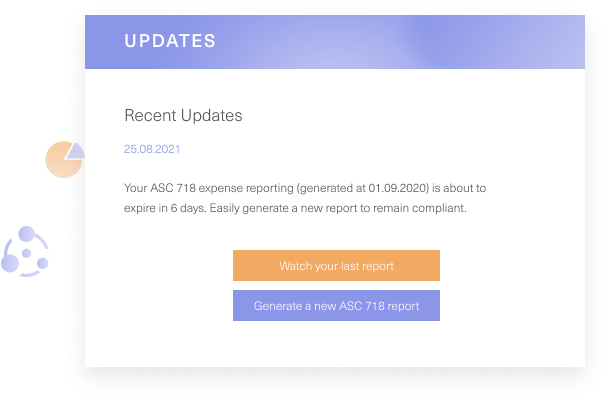 UPDATES
Recent Updates
25.08.2021
Your ASC 718 expense reporting (generated at 01.09.2020) is about to
expire in 6 days. Easily generate a new report to remain compliant.
Watch your last report
Generate a new ASC 718 report